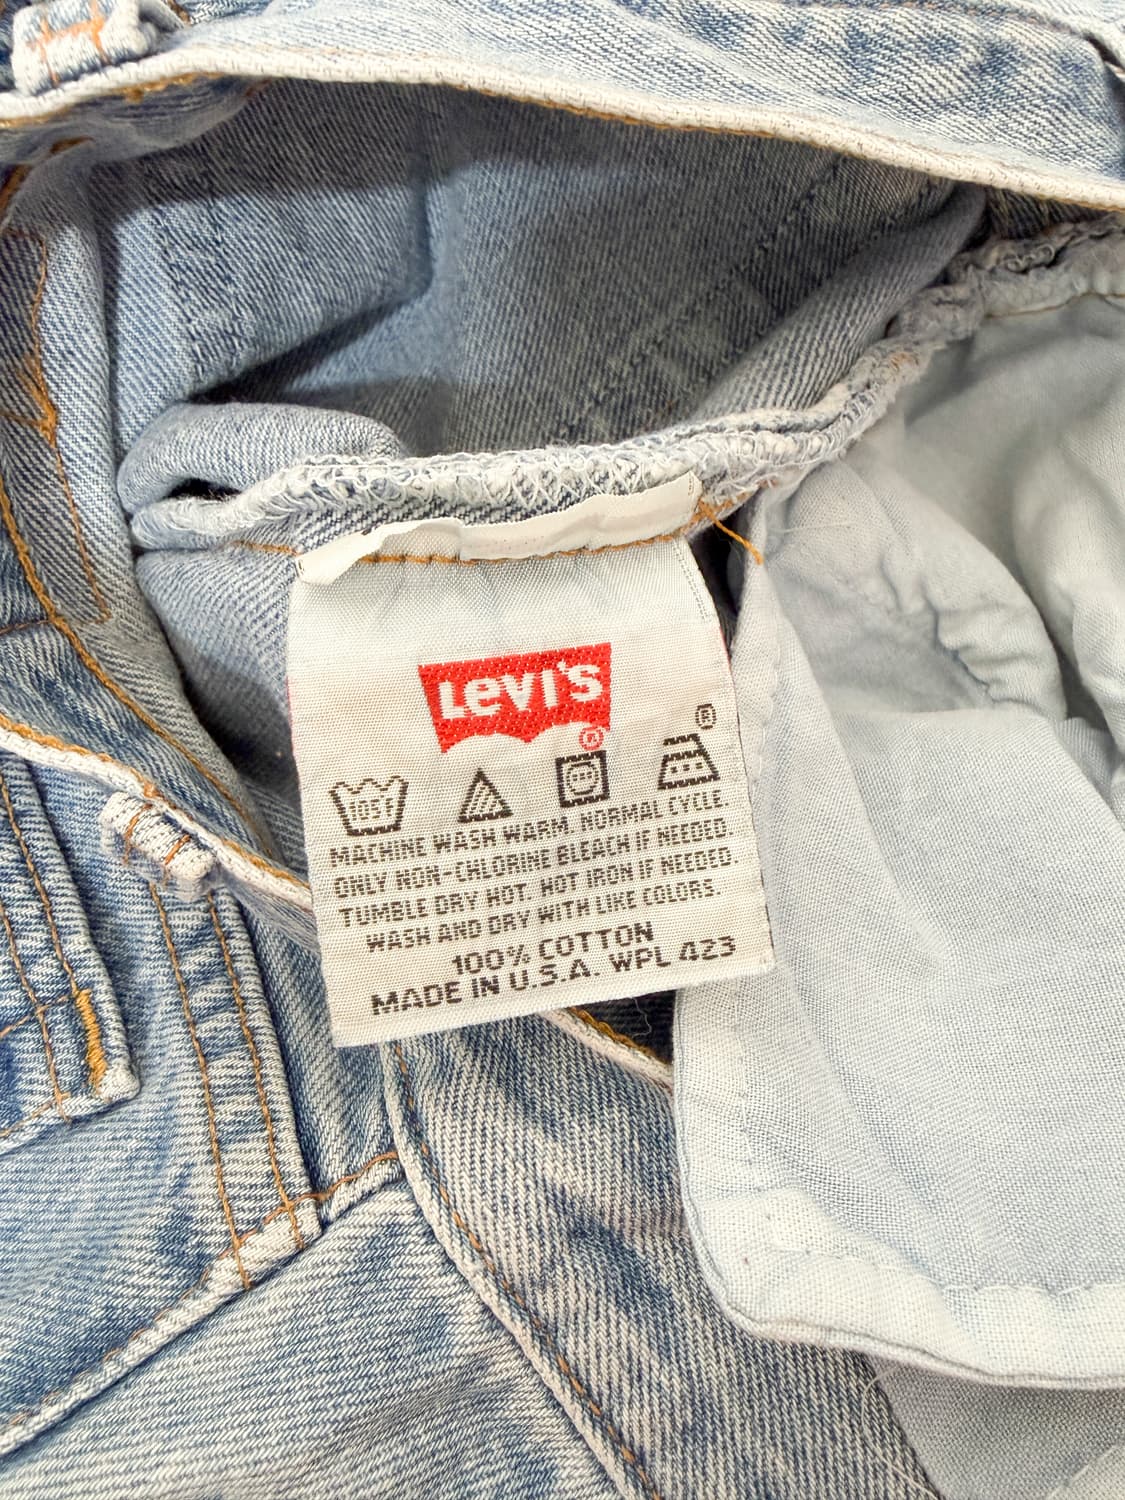 LEVI'S
®
®
105F
MACHINE WASH WARM. NORMAL CYCLE.
ONLY NON-CHLORINE BLEACH IF NEEDED.
TUMBLE DRY HOT. HOT IRON IF NEEDED.
WASH AND DRY WITH LIKE COLORS.
100% COTTON
MADE IN U.S.A. WPL 423